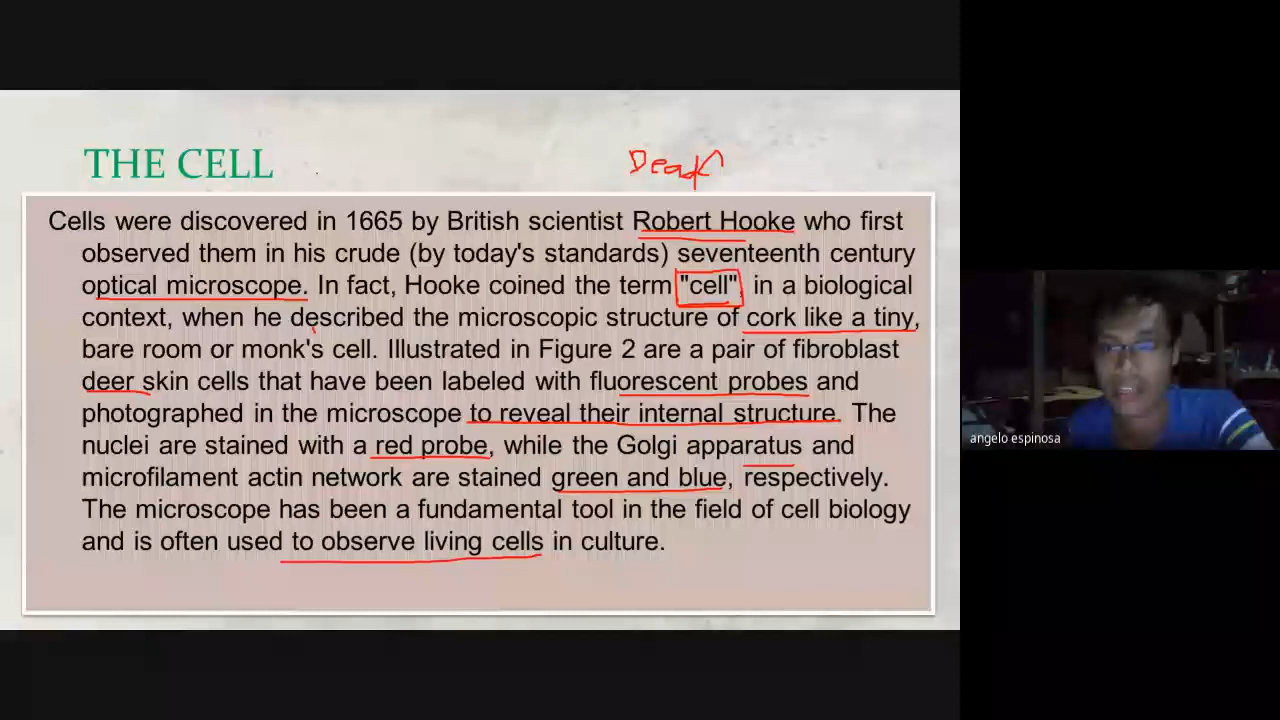 THE CELL
Dead
Cells were discovered in 1665 by British scientist Robert Hooke who first
observed them in his crude (by today's standards) seventeenth century
optical microscope. In fact, Hooke coined the term "cell", in a biological
context, when he described the microscopic structure of cork like a tiny,
bare room or monk's cell. Illustrated in Figure 2 are a pair of fibroblast
deer skin cells that have been labeled with fluorescent probes and
photographed in the microscope to reveal their internal structure. The
nuclei are stained with a red probe, while the Golgi apparatus and
microfilament actin network are stained green and blue, respectively.
The microscope has been a fundamental tool in the field of cell biology
and is often used to observe living cells in culture.
angelo espinosa